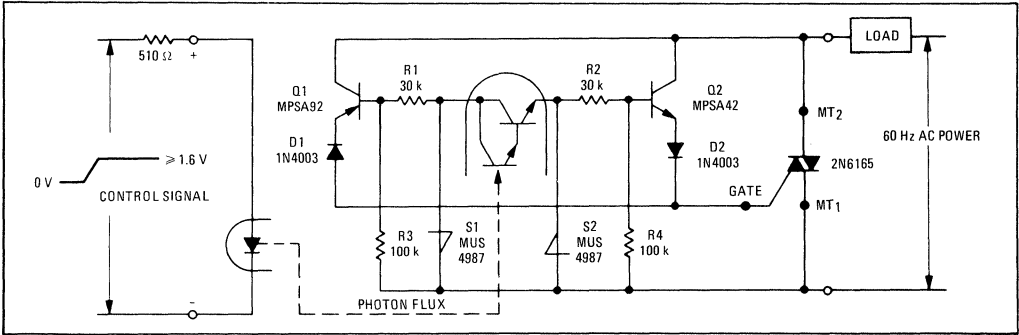 510 Ω
+
0 V
⩾ 1.6 V
CONTROL SIGNAL
−
PHOTON FLUX
Q1
MPSA92
D1
1N4003
R1
30 k
R3
100 k
S1
MUS
4987
S2
MUS
4987
R2
30 k
R4
100 k
Q2
MPSA42
D2
1N4003
GATE
LOAD
MT2
2N6165
MT1
60 Hz AC POWER